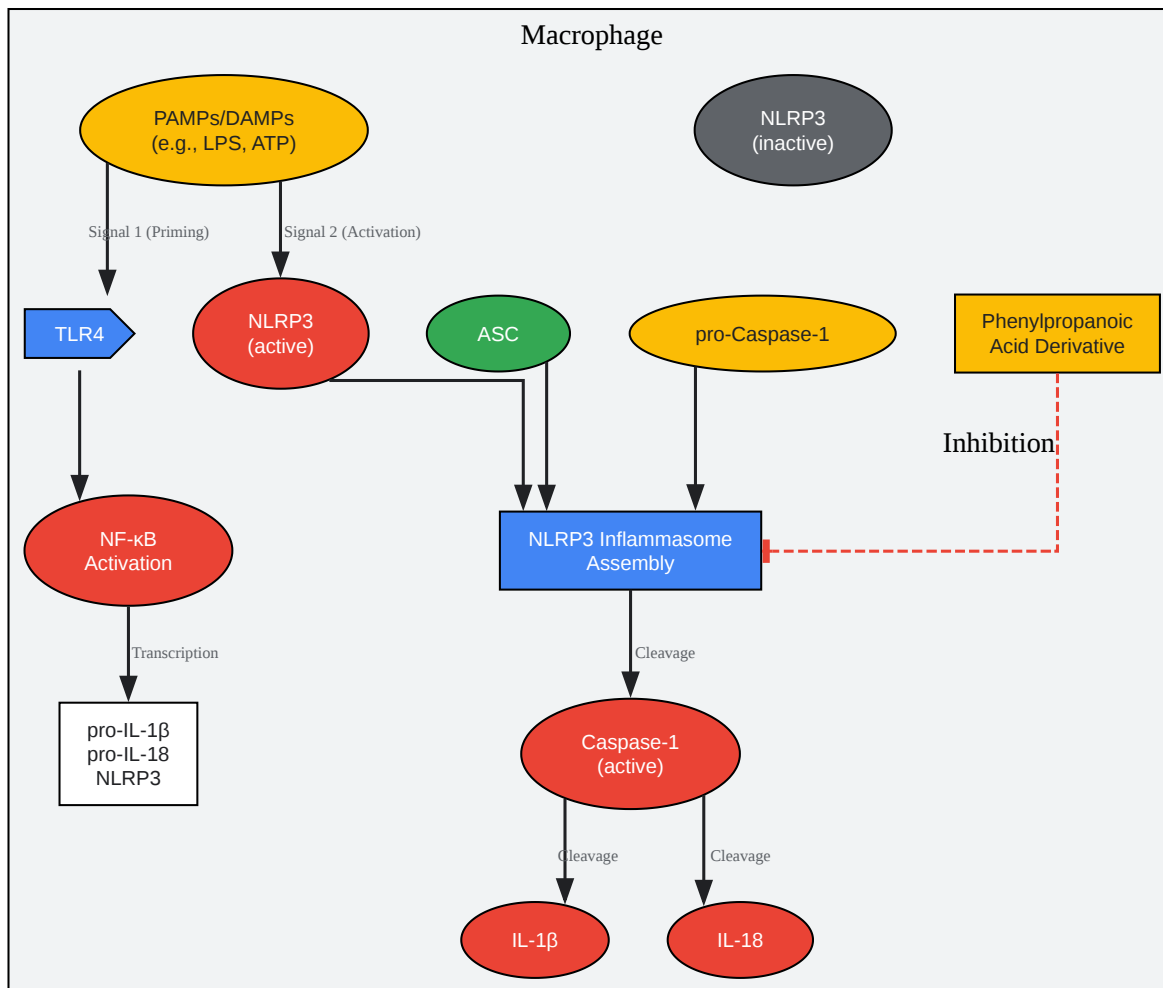 Macrophage
PAMPs/DAMPs
(e.g., LPS, ATP)
NLRP3
(inactive)
Signal 1 (Priming)
Signal 2 (Activation)
TLR4
NLRP3
(active)
ASC
pro-Caspase-1
Phenylpropanoic
Acid Derivative
Inhibition
NF-κB
Activation
NLRP3 Inflammasome
Assembly
Transcription
Cleavage
pro-IL-1β
pro-IL-18
NLRP3
Caspase-1
(active)
Cleavage
Cleavage
IL-1β
IL-18